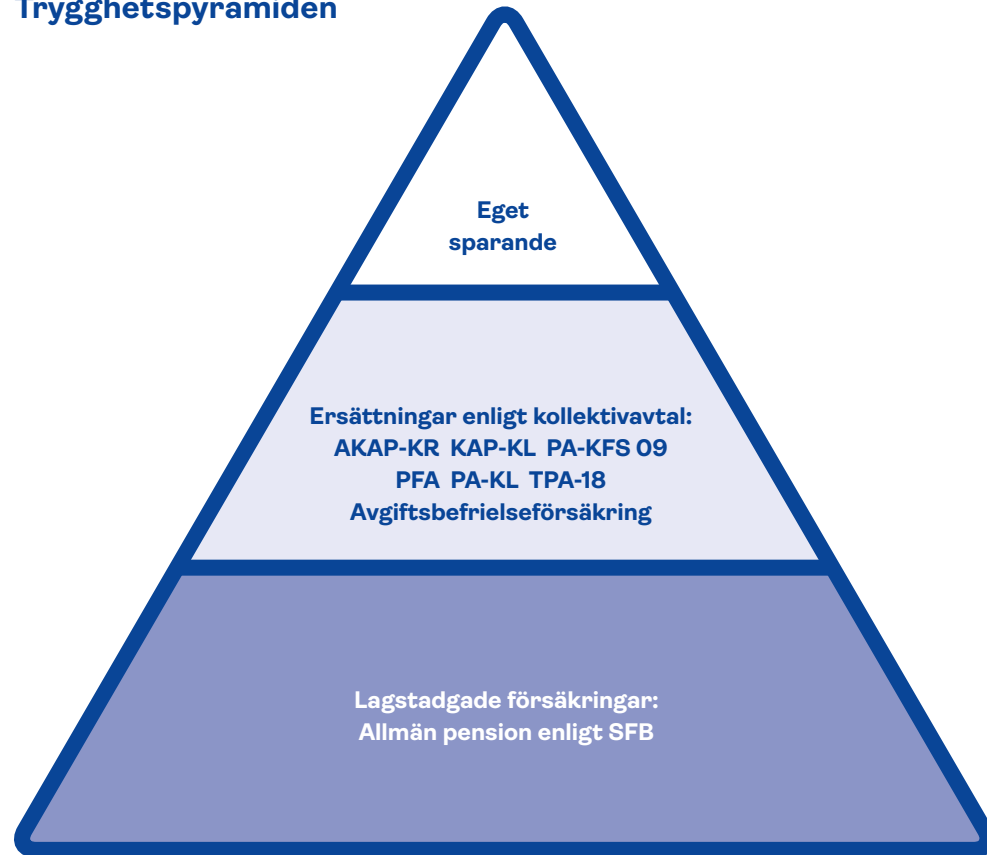 Trygghetspyramiden
Eget
sparande
Ersättningar enligt kollektivavtal:
AKAP-KR KAP-KL PA-KFS 09
PFA PA-KL TPA-18
Avgiftsbefrielseförsäkring
Lagstadgade försäkringar:
Allmän pension enligt SFB